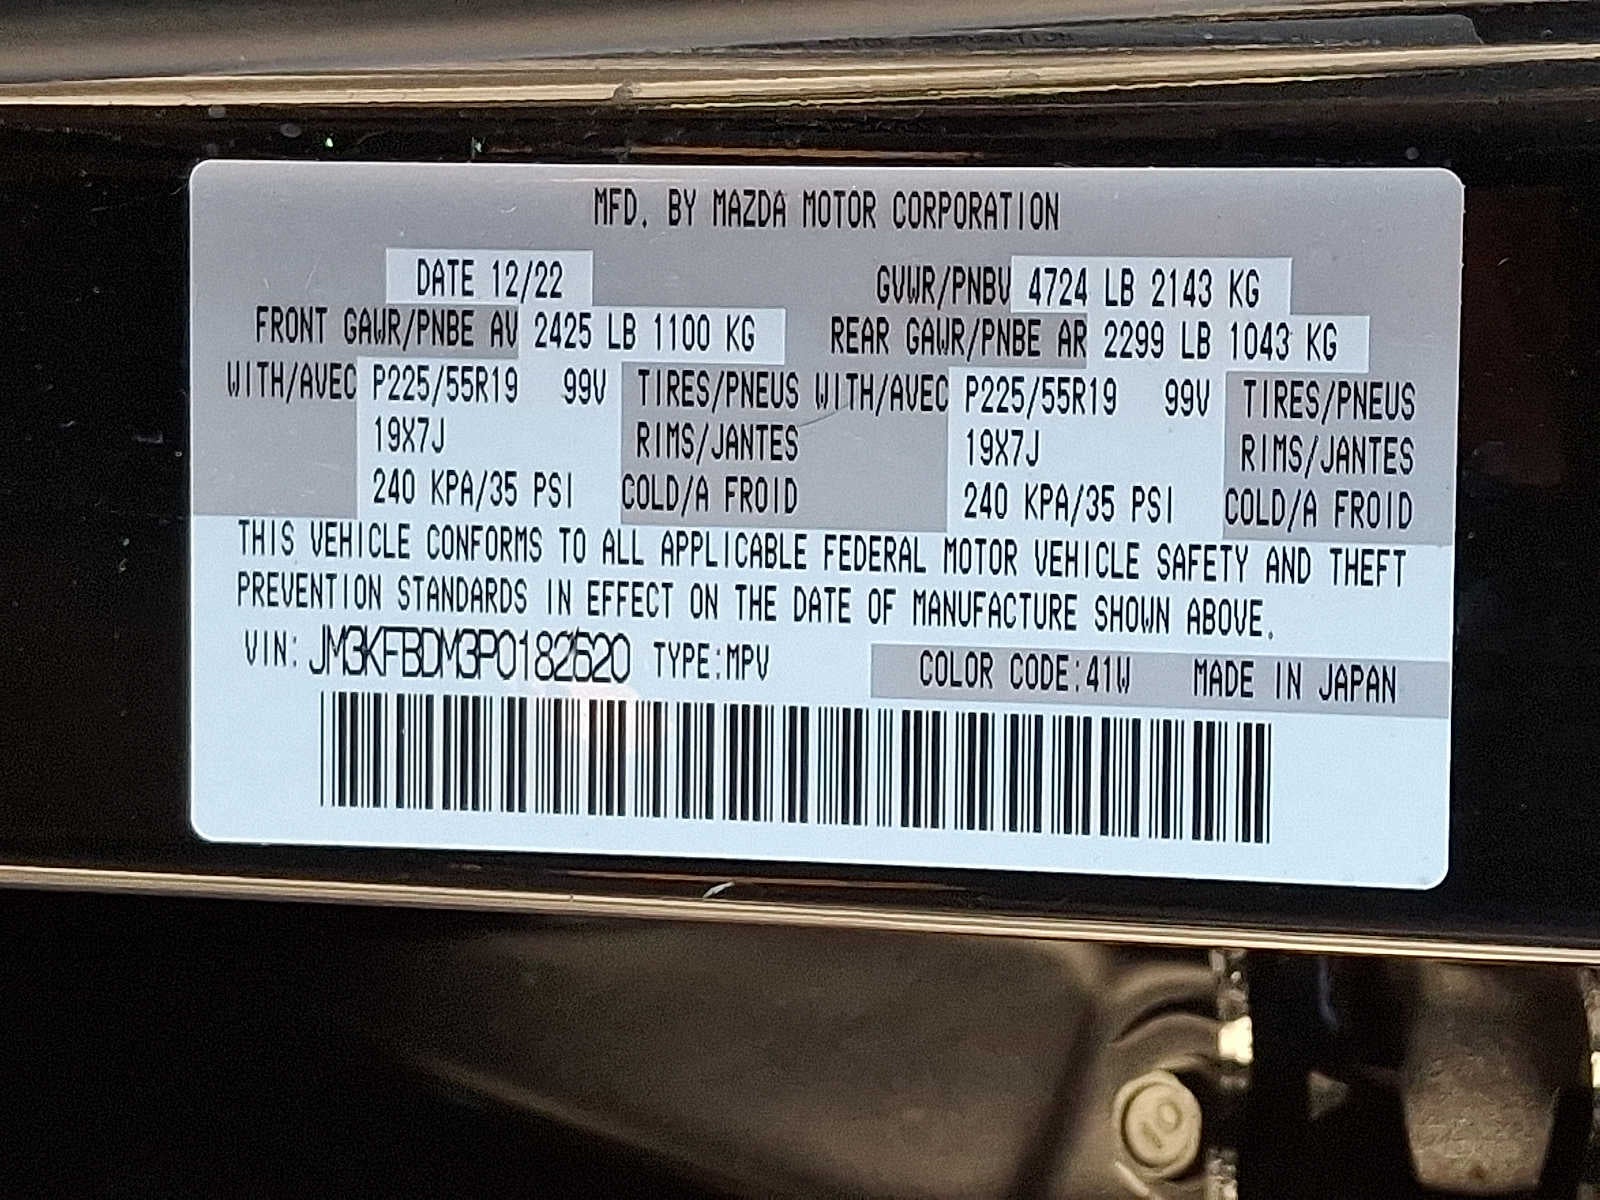 MFD. BY MAZDA MOTOR CORPORATION
DATE 12/22 GVWR/PNBV 4724 LB 2143 KG
FRONT GAWR/PNBE AV 2425 LB 1100 KG REAR GAWR/PNBE AR 2299 LB 1043 KG
WITH/AVEC P225/55R19 99V TIRES/PNEUS WITH/AVEC P225/55R19 99V TIRES/PNEUS
19X7J RIMS/JANTES 19X7J RIMS/JANTES
240 KPA/35 PSI COLD/A FROID 240 KPA/35 PSI COLD/A FROID
THIS VEHICLE CONFORMS TO ALL APPLICABLE FEDERAL MOTOR VEHICLE SAFETY AND THEFT
PREVENTION STANDARDS IN EFFECT ON THE DATE OF MANUFACTURE SHOWN ABOVE.
VIN: JM3KFBDM3P0182620 TYPE:MPV COLOR CODE:41W MADE IN JAPAN